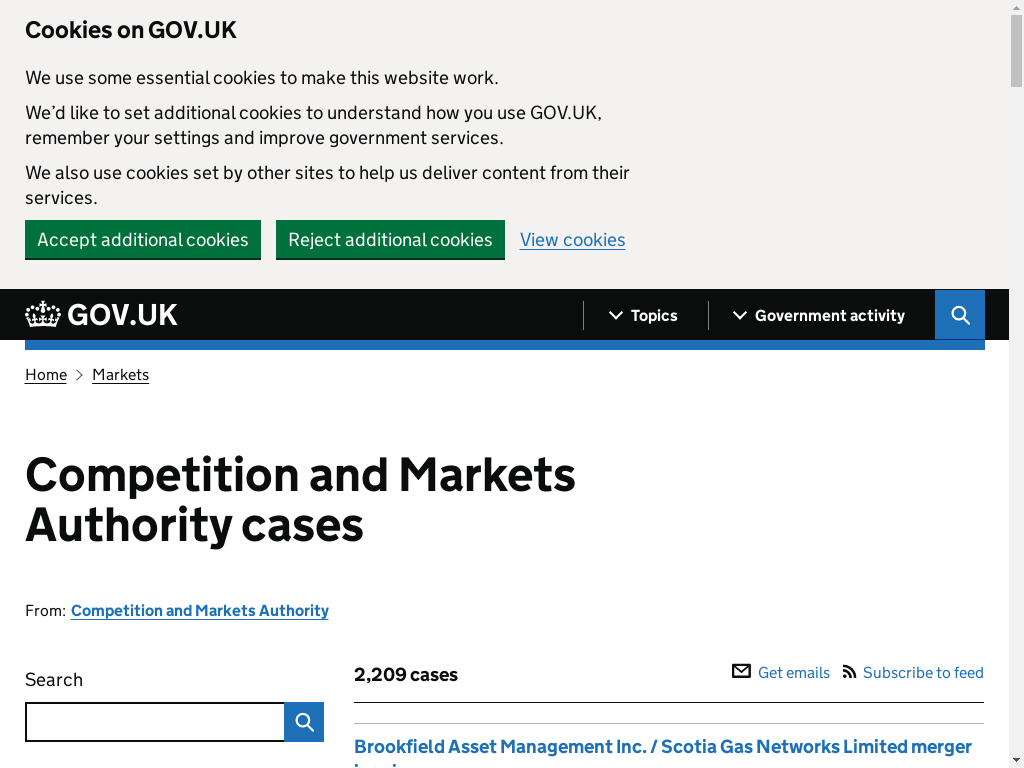 Cookies on GOV.UK
We use some essential cookies to make this website work.
We’d like to set additional cookies to understand how you use GOV.UK,
remember your settings and improve government services.
We also use cookies set by other sites to help us deliver content from their
services.
Accept additional cookies
Reject additional cookies
View cookies
GOV.UK
Topics
Government activity
Home
Markets
Competition and Markets
Authority cases
From: Competition and Markets Authority
Search
2,209 cases
Get emails
Subscribe to feed
Brookfield Asset Management Inc. / Scotia Gas Networks Limited merger